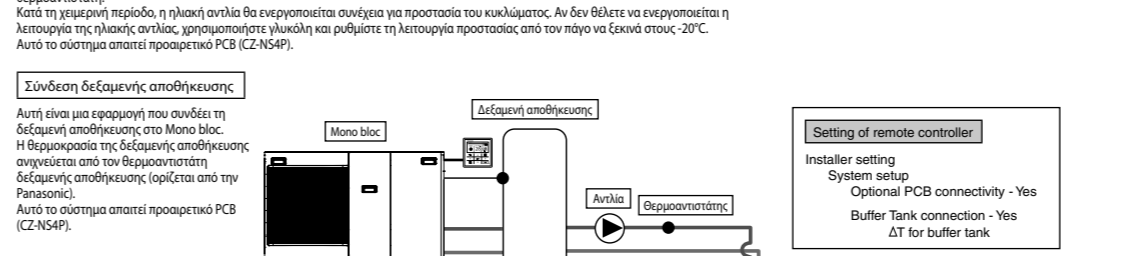 θερμοαντιστάτη.
Κατά τη χειμερινή περίοδο, η ηλιακή αντλία θα ενεργοποιείται συνέχεια για προστασία του κυκλώματος. Αν δεν θέλετε να ενεργοποιείται η
λειτουργία της ηλιακής αντλίας, χρησιμοποιήστε γλυκόλη και ρυθμίστε τη λειτουργία προστασίας από τον πάγο να ξεκινά στους -20°C.
Αυτό το σύστημα απαιτεί προαιρετικό PCB (CZ-NS4P).
Σύνδεση δεξαμενής αποθήκευσης
Αυτή είναι μια εφαρμογή που συνδέει τη
δεξαμενή αποθήκευσης στο Mono bloc.
Η θερμοκρασία της δεξαμενής αποθήκευσης
ανιχνεύεται από τον θερμοαντιστάτη
δεξαμενής αποθήκευσης (ορίζεται από την
Panasonic).
Αυτό το σύστημα απαιτεί προαιρετικό PCB
(CZ-NS4P).
Mono bloc
Δεξαμενή αποθήκευσης
Αντλία
Θερμοαντιστάτης
Setting of remote controller
Installer setting
System setup
Optional PCB connectivity - Yes
Buffer Tank connection - Yes
ΔT for buffer tank